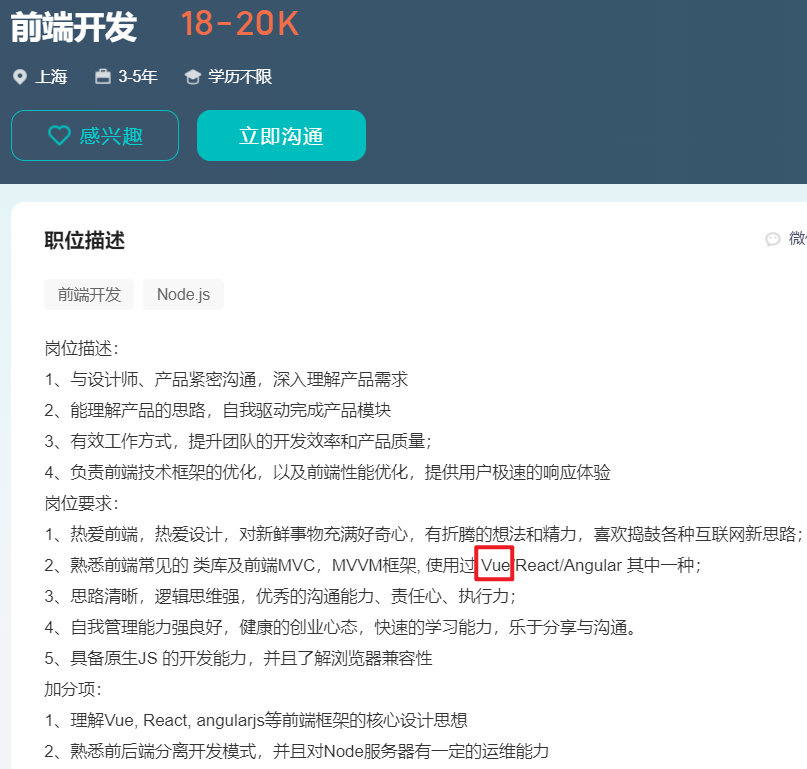 前端开发 18-20K
上海 3-5年 学历不限
感兴趣 立即沟通
职位描述
微
前端开发 Node.js
岗位描述：
1、与设计师、产品紧密沟通，深入理解产品需求
2、能理解产品的思路，自我驱动完成产品模块
3、有效工作方式，提升团队的开发效率和产品质量；
4、负责前端技术框架的优化，以及前端性能优化，提供用户极速的响应体验
岗位要求：
1、热爱前端，热爱设计，对新鲜事物充满好奇心，有折腾的想法和精力，喜欢捣鼓各种互联网新思路；
2、熟悉前端常见的 类库及前端MVC，MVVM框架, 使用过 Vue/React/Angular 其中一种；
3、思路清晰，逻辑思维强，优秀的沟通能力、责任心、执行力；
4、自我管理能力强良好，健康的创业心态，快速的学习能力，乐于分享与沟通。
5、具备原生JS 的开发能力，并且了解浏览器兼容性
加分项：
1、理解Vue, React, angularjs等前端框架的核心设计思想
2、熟悉前后端分离开发模式，并且对Node服务器有一定的运维能力